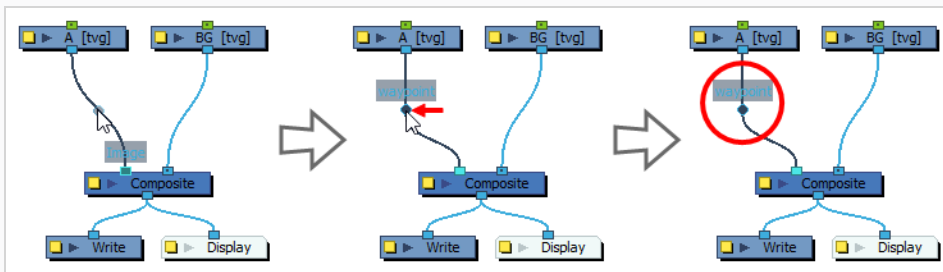 A [tvg]
BG [tvg]
Image
Composite
Write
Display
A [tvg]
BG [tvg]
waypoint
Composite
Write
Display
A [tvg]
BG [tvg]
waypoint
Composite
Write
Display